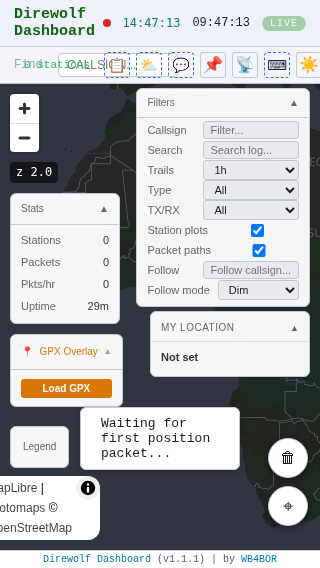 Direwolf
Dashboard
14:47:13
09:47:13
LIVE
Find
CALLSIGN
+
−
z 2.0
Filters ▲
Callsign Filter...
Search Search log...
Trails 1h
Type All
TX/RX All
Station plots
Packet paths
Follow Follow callsign...
Follow mode Dim
Stats ▲
Stations 0
Packets 0
Pkts/hr 0
Uptime 29m
MY LOCATION ▲
Not set
GPX Overlay ▲
Load GPX
Waiting for
first position
packet...
Legend
apLibre |
otomaps ©
penStreetMap
Direwolf Dashboard (v1.1.1) | by WB4BOR